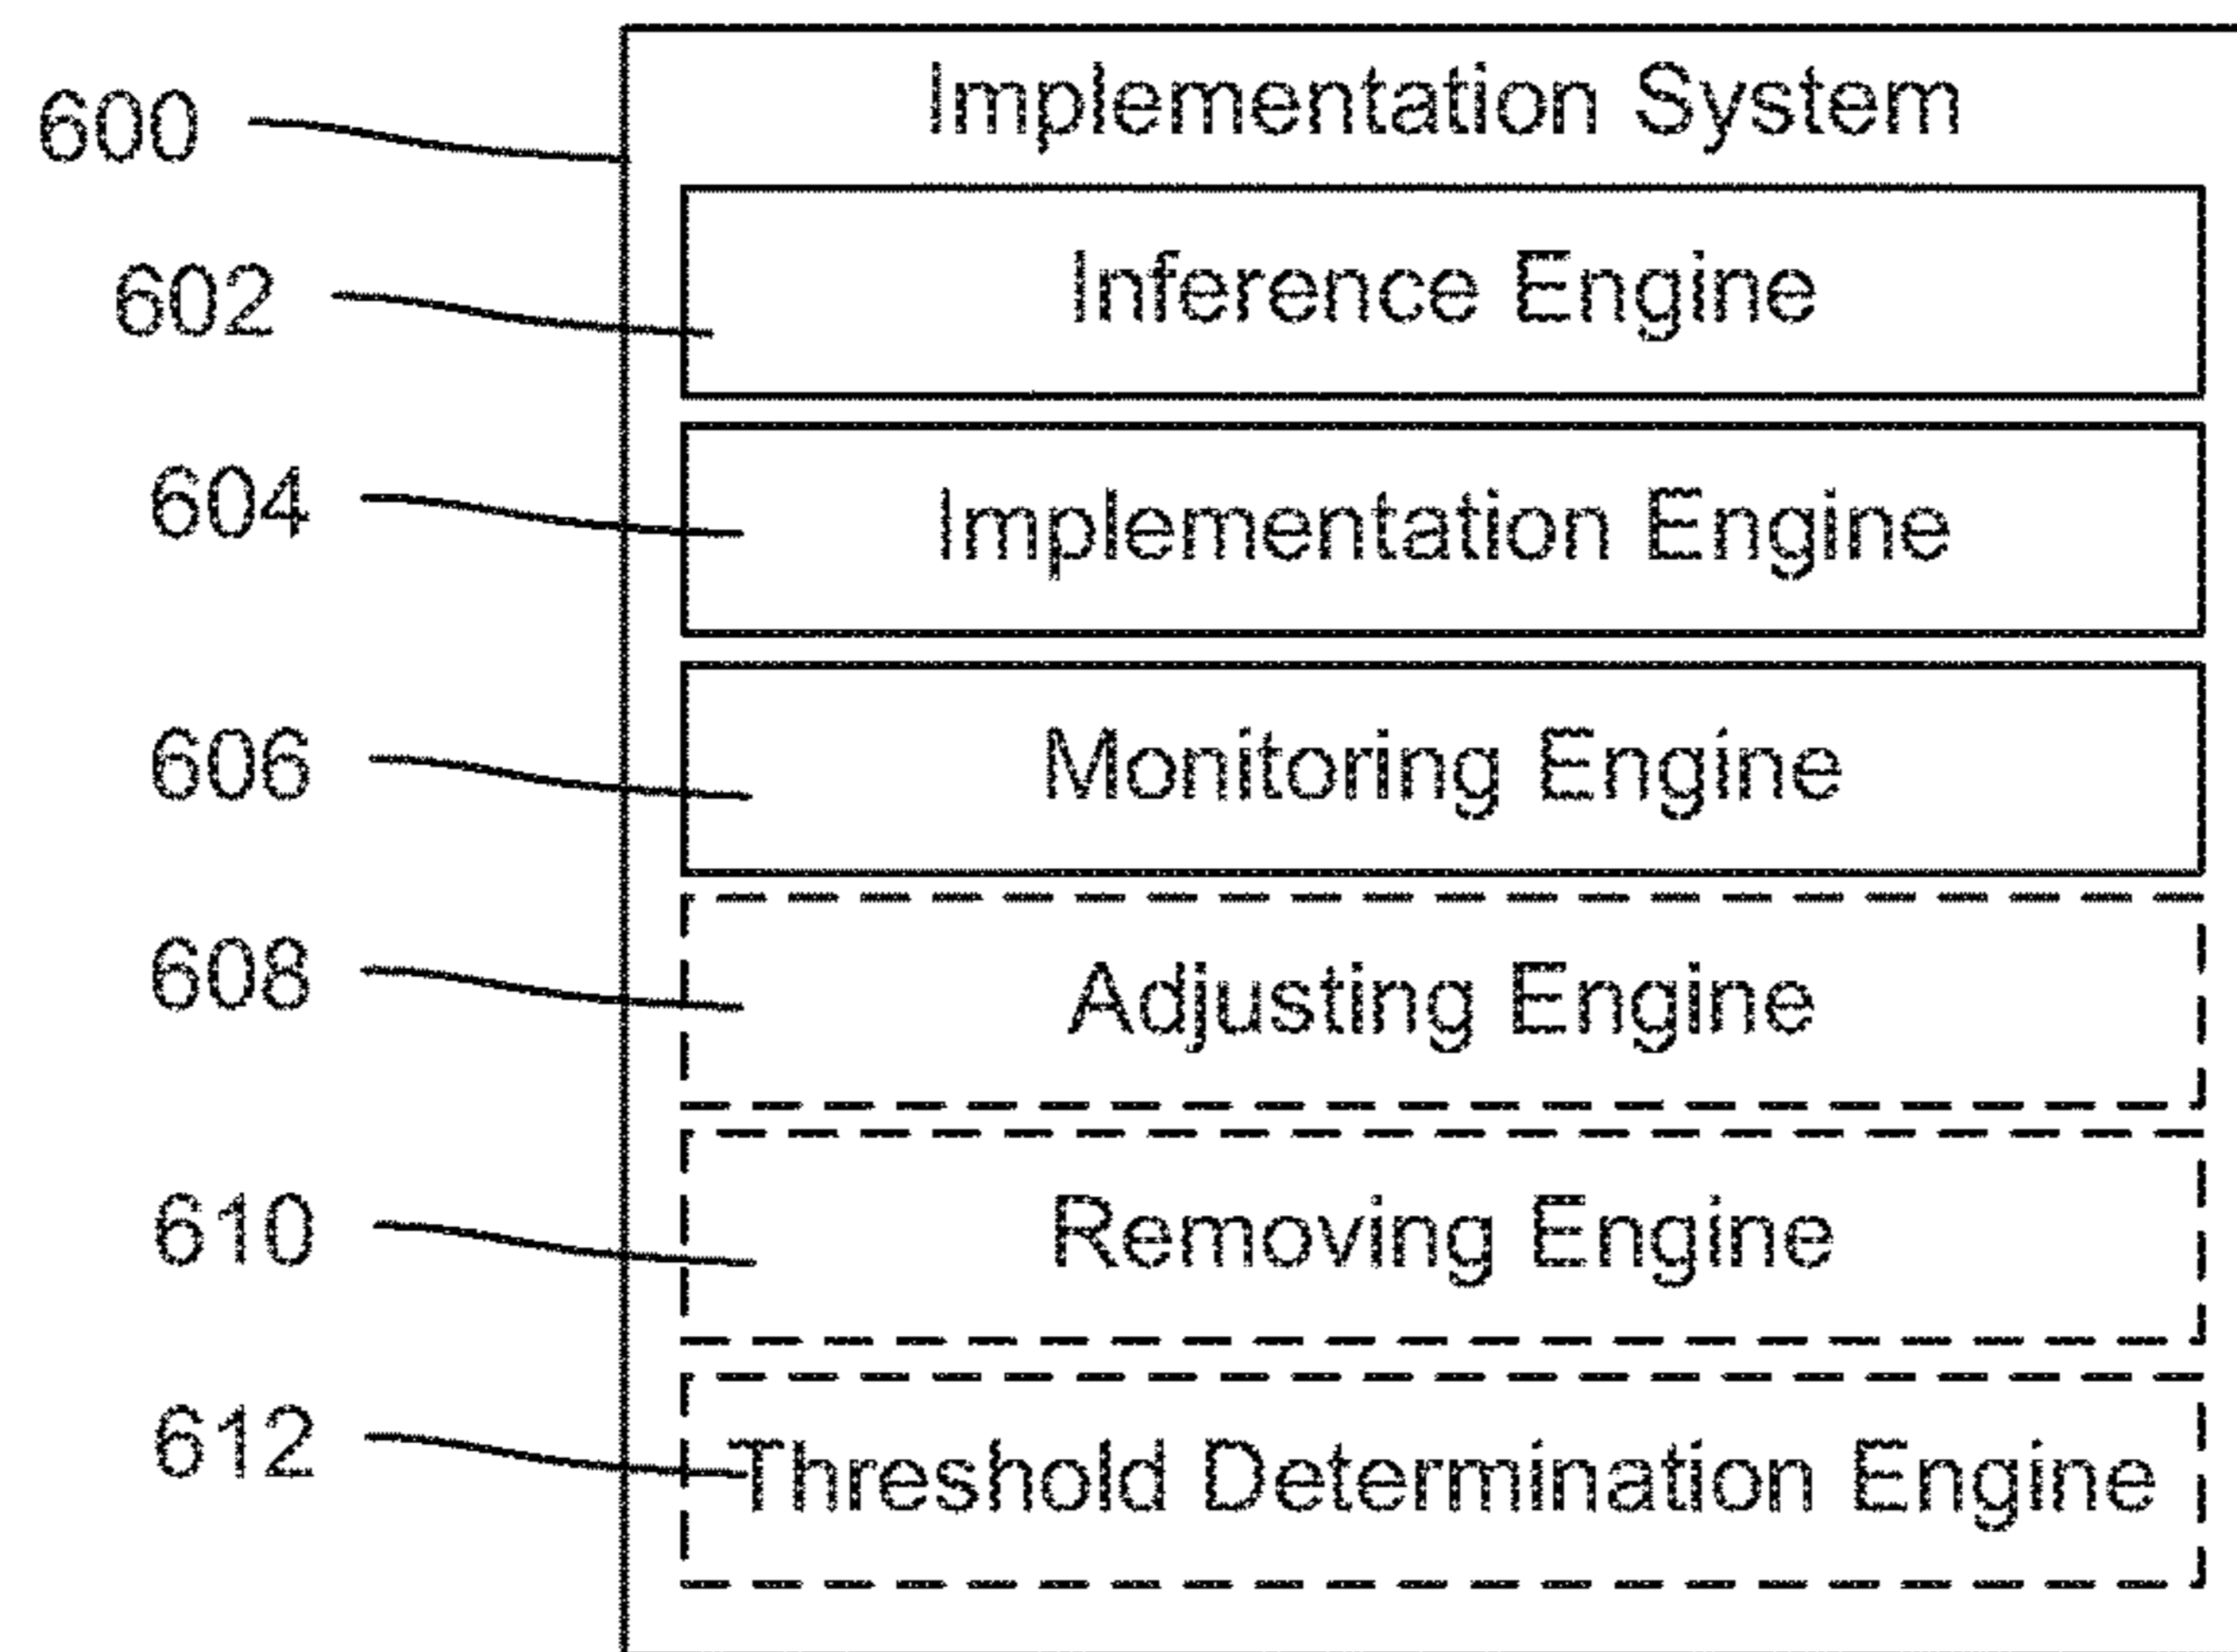 600 Implementation System
602 Inference Engine
604 Implementation Engine
606 Monitoring Engine
608 Adjusting Engine
610 Removing Engine
612 Threshold Determination Engine